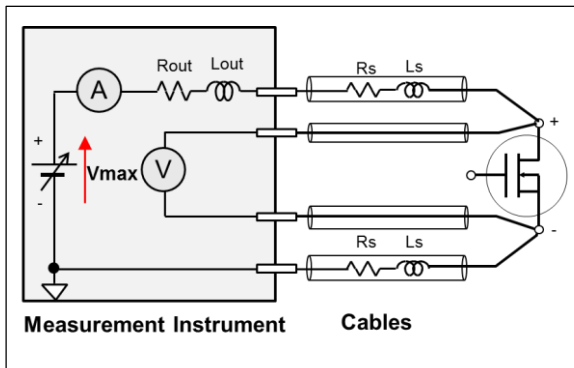 Rout Lout
A
Rs Ls
+
+
Vmax
V
-
-
Rs Ls
Measurement Instrument
Cables